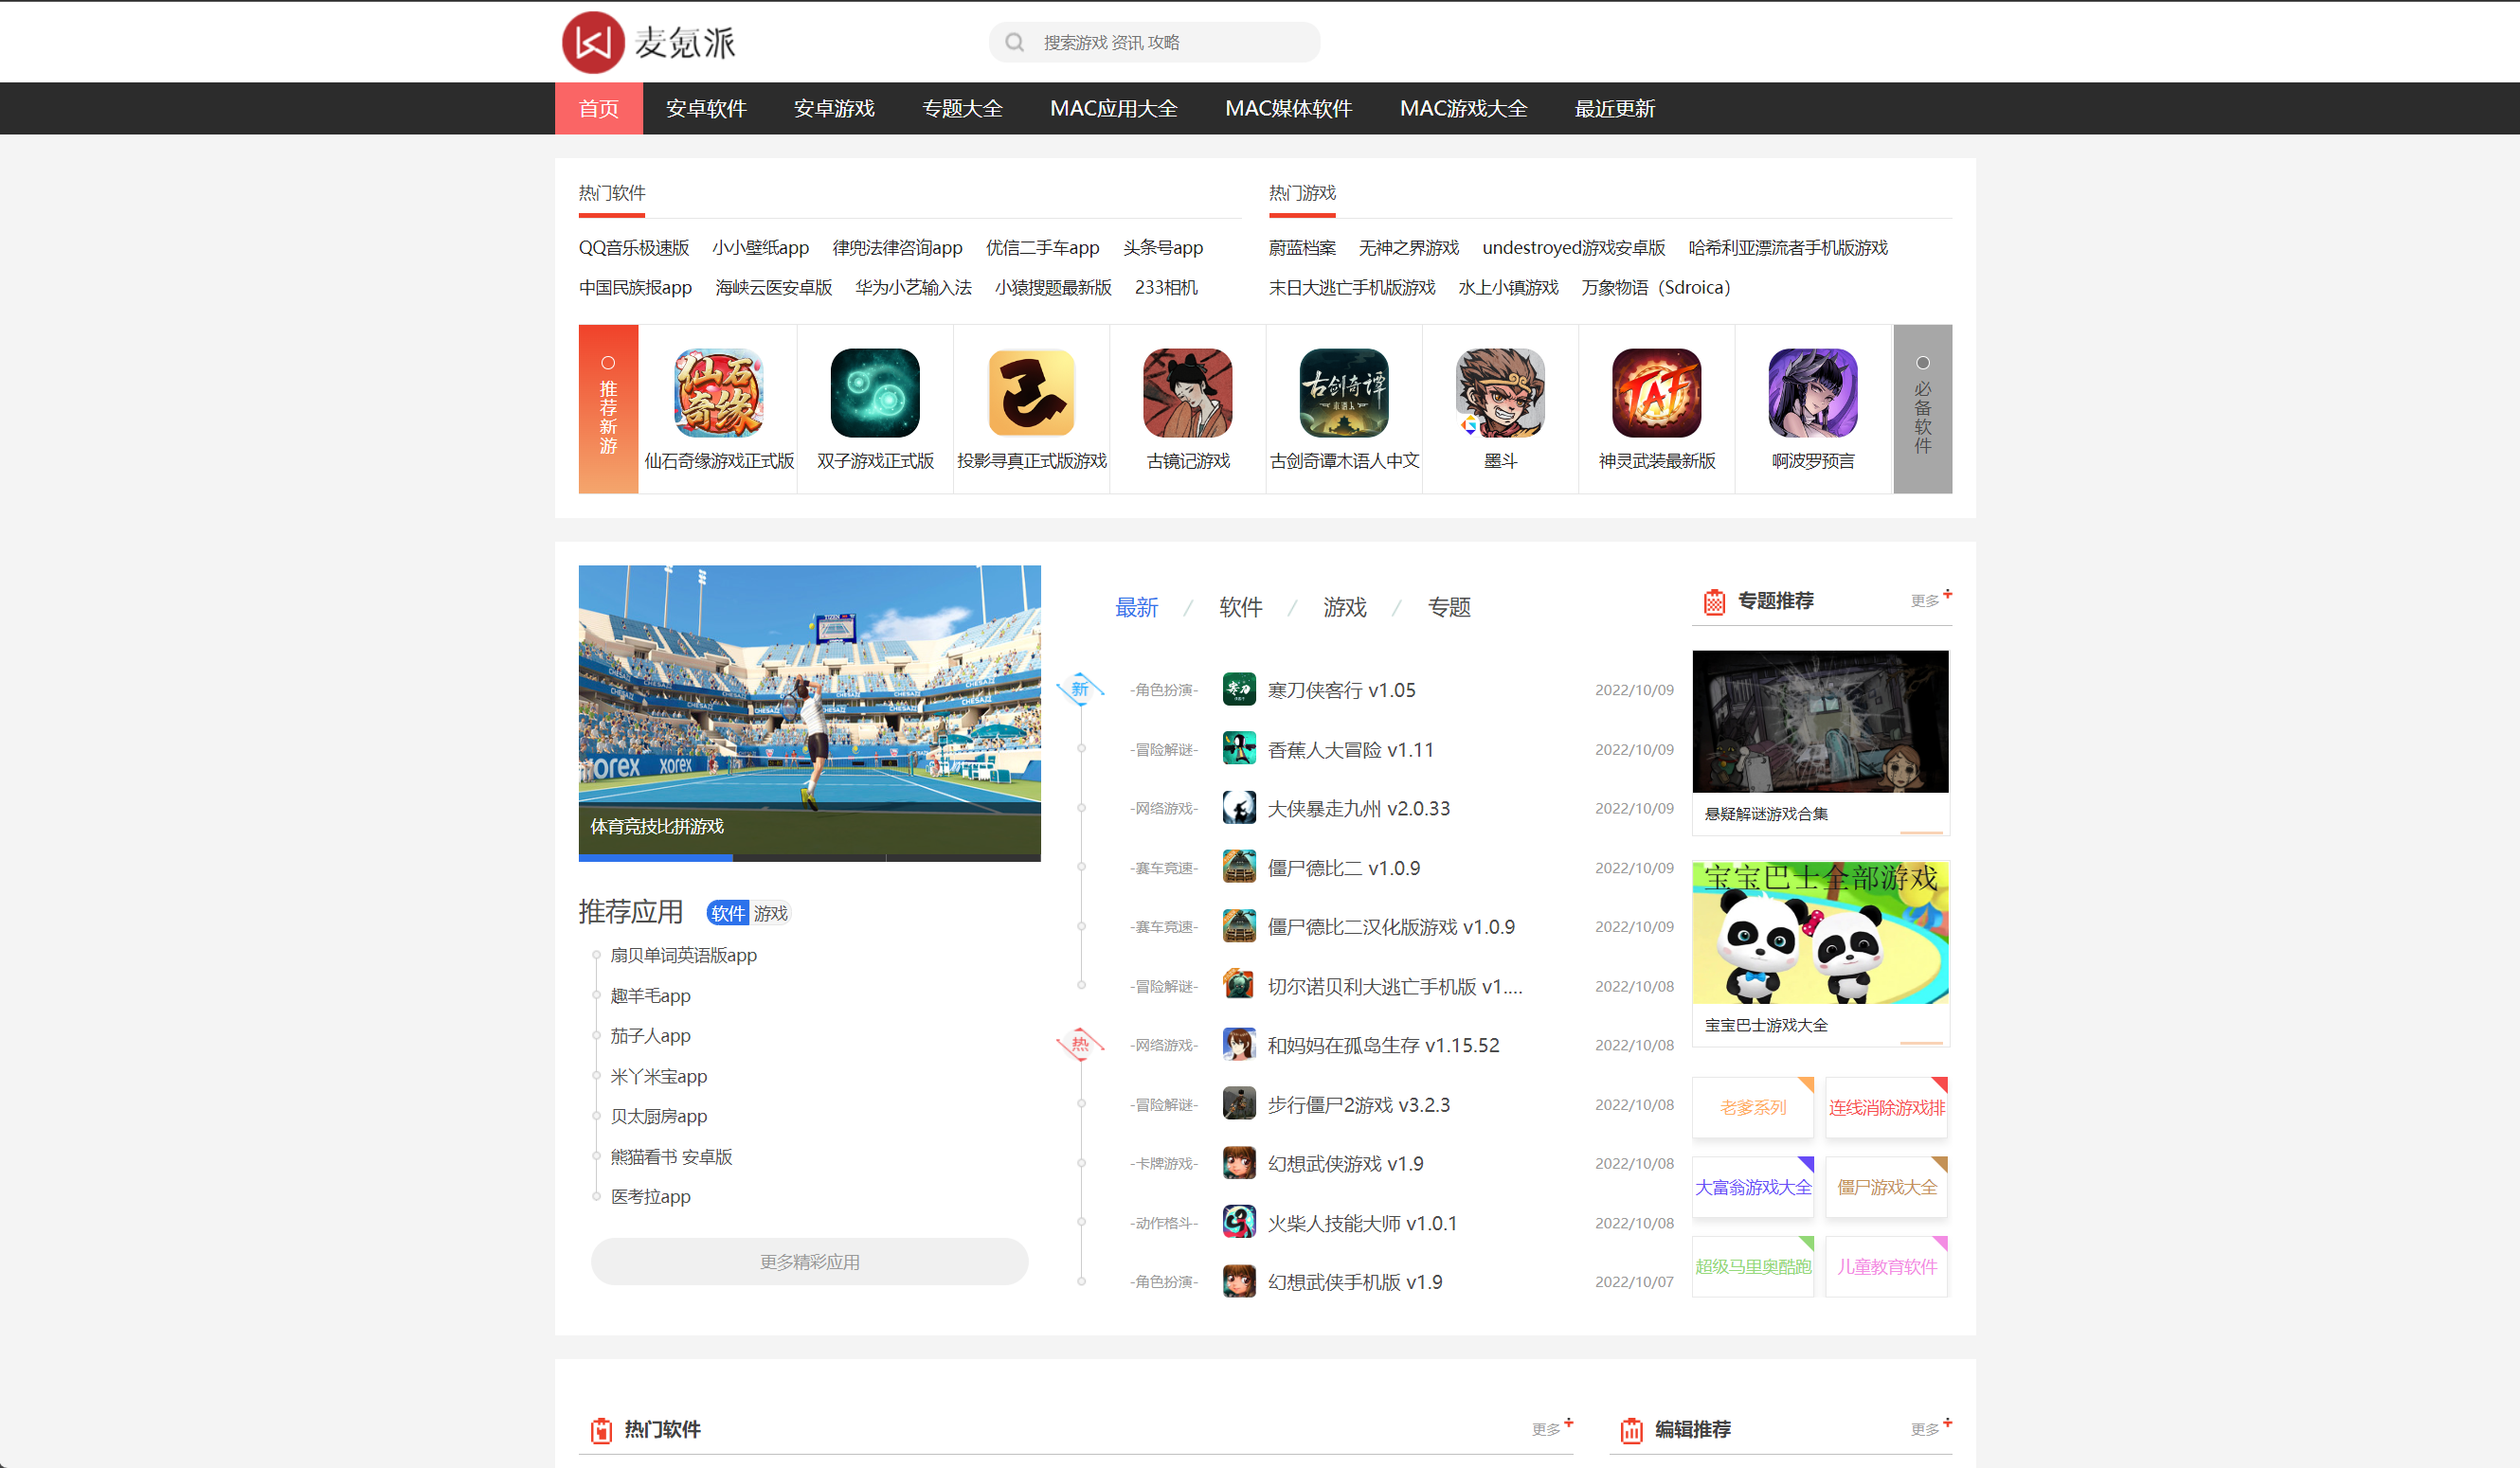 麦氪派
搜索游戏 资讯 攻略
首页 安卓软件 安卓游戏 专题大全 MAC应用大全 MAC媒体软件 MAC游戏大全 最近更新
热门软件
QQ音乐极速版 小小壁纸app 律兜法律咨询app 优信二手车app 头条号app
中国民族报app 海峡云医安卓版 华为小艺输入法 小猿搜题最新版 233相机
热门游戏
蔚蓝档案 无神之界游戏 undestroyed游戏安卓版 哈希利亚漂流者手机版游戏
末日大逃亡手机版游戏 水上小镇游戏 万象物语（Sdroica）
推荐新游
仙石奇缘
古剑奇谭
木语人
TAF
仙石奇缘游戏正式版 双子游戏正式版 投影寻真正式版游戏 古镜记游戏 古剑奇谭木语人中文 墨斗 神灵武装最新版 啊波罗预言
必备软件
CHESAZZ CHESAZZ CHESAZZ
xorex xorex
体育竞技比拼游戏
推荐应用 软件 游戏
扇贝单词英语版app
趣羊毛app
茄子人app
米丫米宝app
贝太厨房app
熊猫看书 安卓版
医考拉app
更多精彩应用
最新 / 软件 / 游戏 / 专题
新 -角色扮演- 寒刀侠客行 v1.05 2022/10/09
-冒险解谜- 香蕉人大冒险 v1.11 2022/10/09
-网络游戏- 大侠暴走九州 v2.0.33 2022/10/09
-赛车竞速- 僵尸德比二 v1.0.9 2022/10/09
-赛车竞速- 僵尸德比二汉化版游戏 v1.0.9 2022/10/09
-冒险解谜- 切尔诺贝利大逃亡手机版 v1.... 2022/10/08
热 -网络游戏- 和妈妈在孤岛生存 v1.15.52 2022/10/08
-冒险解谜- 步行僵尸2游戏 v3.2.3 2022/10/08
-卡牌游戏- 幻想武侠游戏 v1.9 2022/10/08
-动作格斗- 火柴人技能大师 v1.0.1 2022/10/08
-角色扮演- 幻想武侠手机版 v1.9 2022/10/07
专题推荐 更多
悬疑解谜游戏合集
宝宝巴士全部游戏
宝宝巴士游戏大全
老爹系列 连线消除游戏排
大富翁游戏大全 僵尸游戏大全
超级马里奥酷跑 儿童教育软件
热门软件 更多
编辑推荐 更多